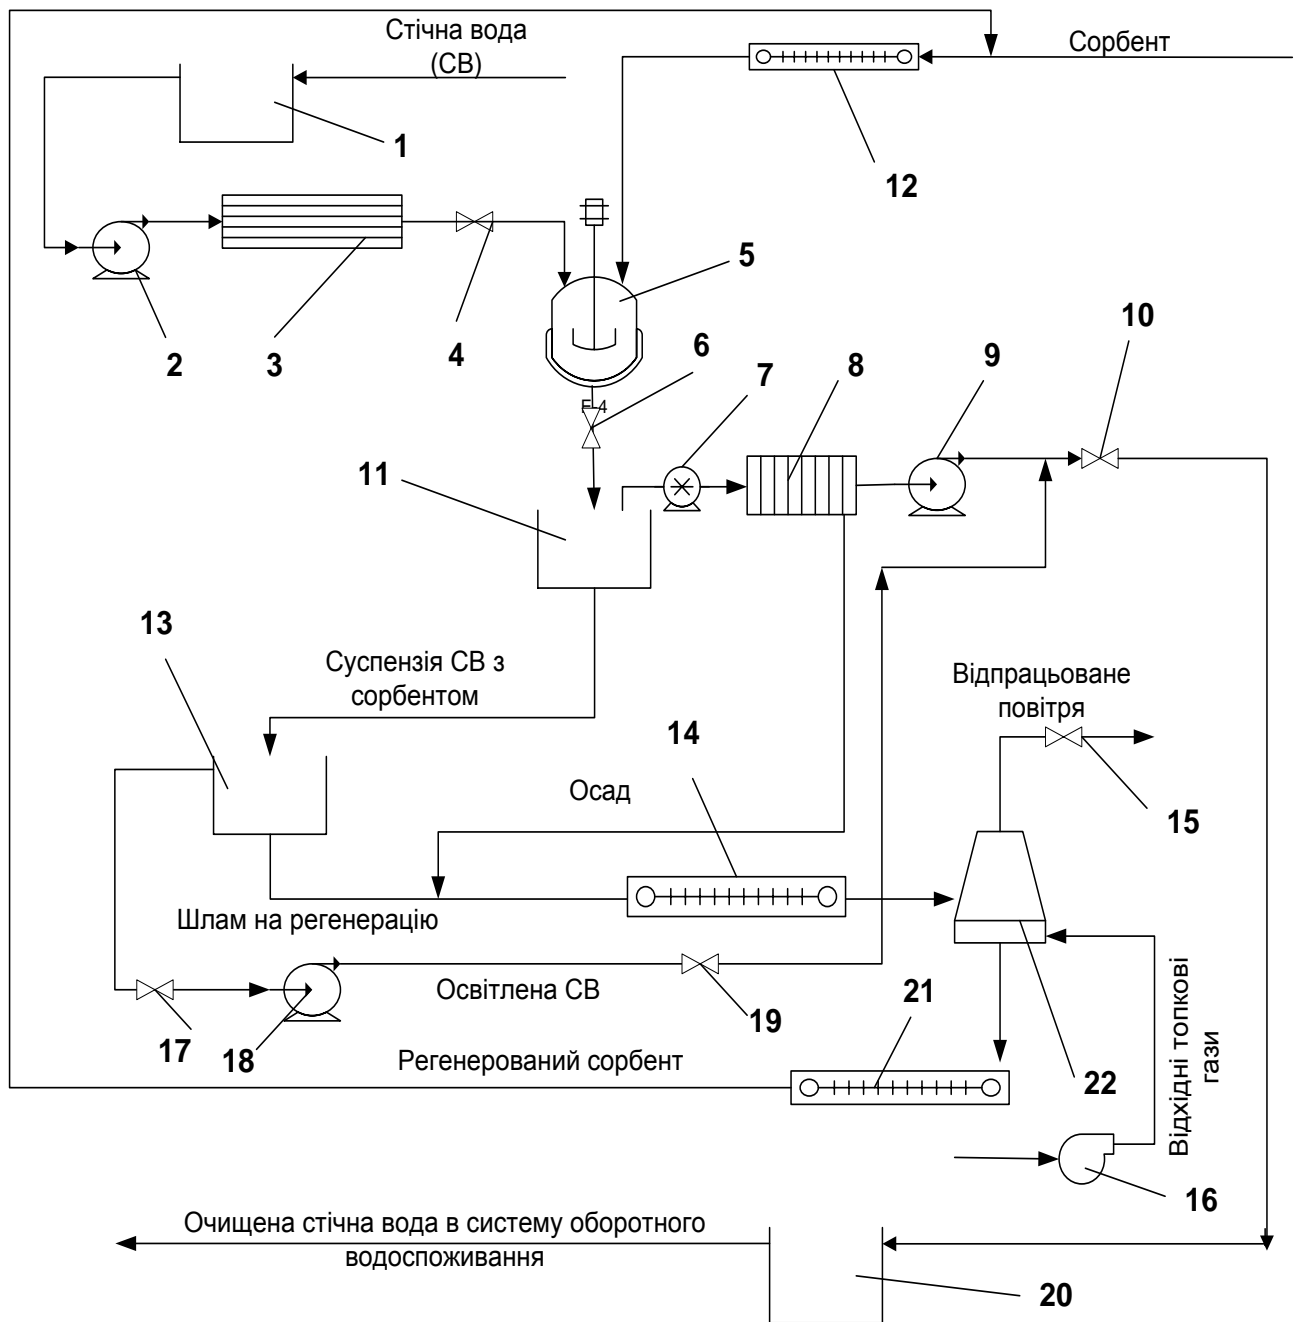 Стічна вода
(СВ)
Сорбент
1
12
5
10
2
3
4
6
7
8
9
E-4
11
13
Суспензія СВ з
сорбентом
14
Відпрацьоване
повітря
Осад
15
Шлам на регенерацію
Освітлена СВ
17
18
19
21
22
Регенерований сорбент
Відхідні топкові
гази
16
Очищена стічна вода в систему оборотного
водоспоживання
20